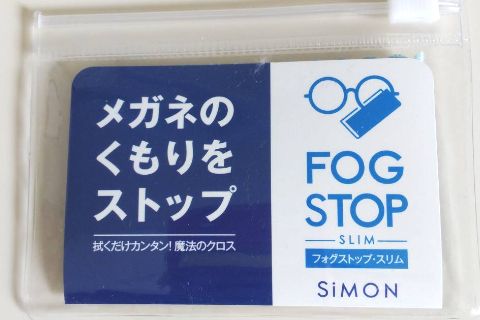 メガネの
くもりを
ストップ
拭くだけカンタン!魔法のクロス
FOG
STOP
SLIM
フォグストップ・スリム
SiMON